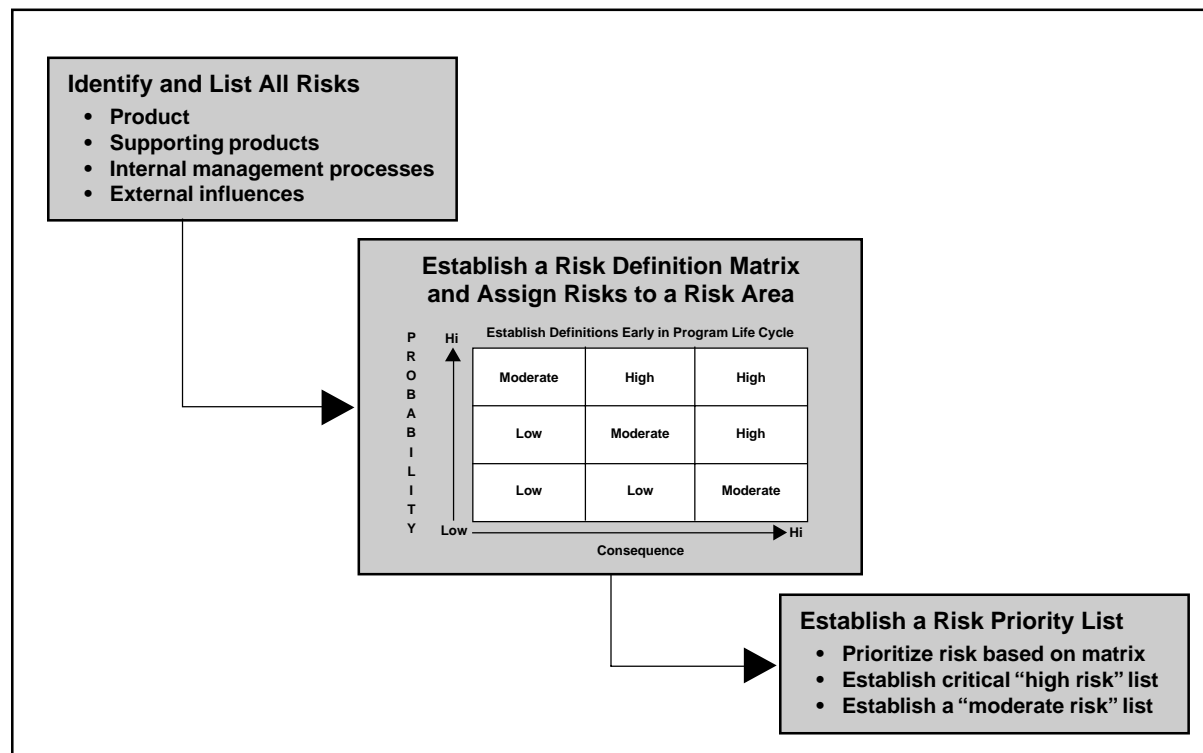 Identify and List All Risks
• Product
• Supporting products
• Internal management processes
• External influences
Establish a Risk Definition Matrix
and Assign Risks to a Risk Area
Establish Definitions Early in Program Life Cycle
PROBABILITY
Hi
Moderate High High
Low Moderate High
Low Low Moderate
Low
Hi
Consequence
Establish a Risk Priority List
• Prioritize risk based on matrix
• Establish critical “high risk” list
• Establish a “moderate risk” list